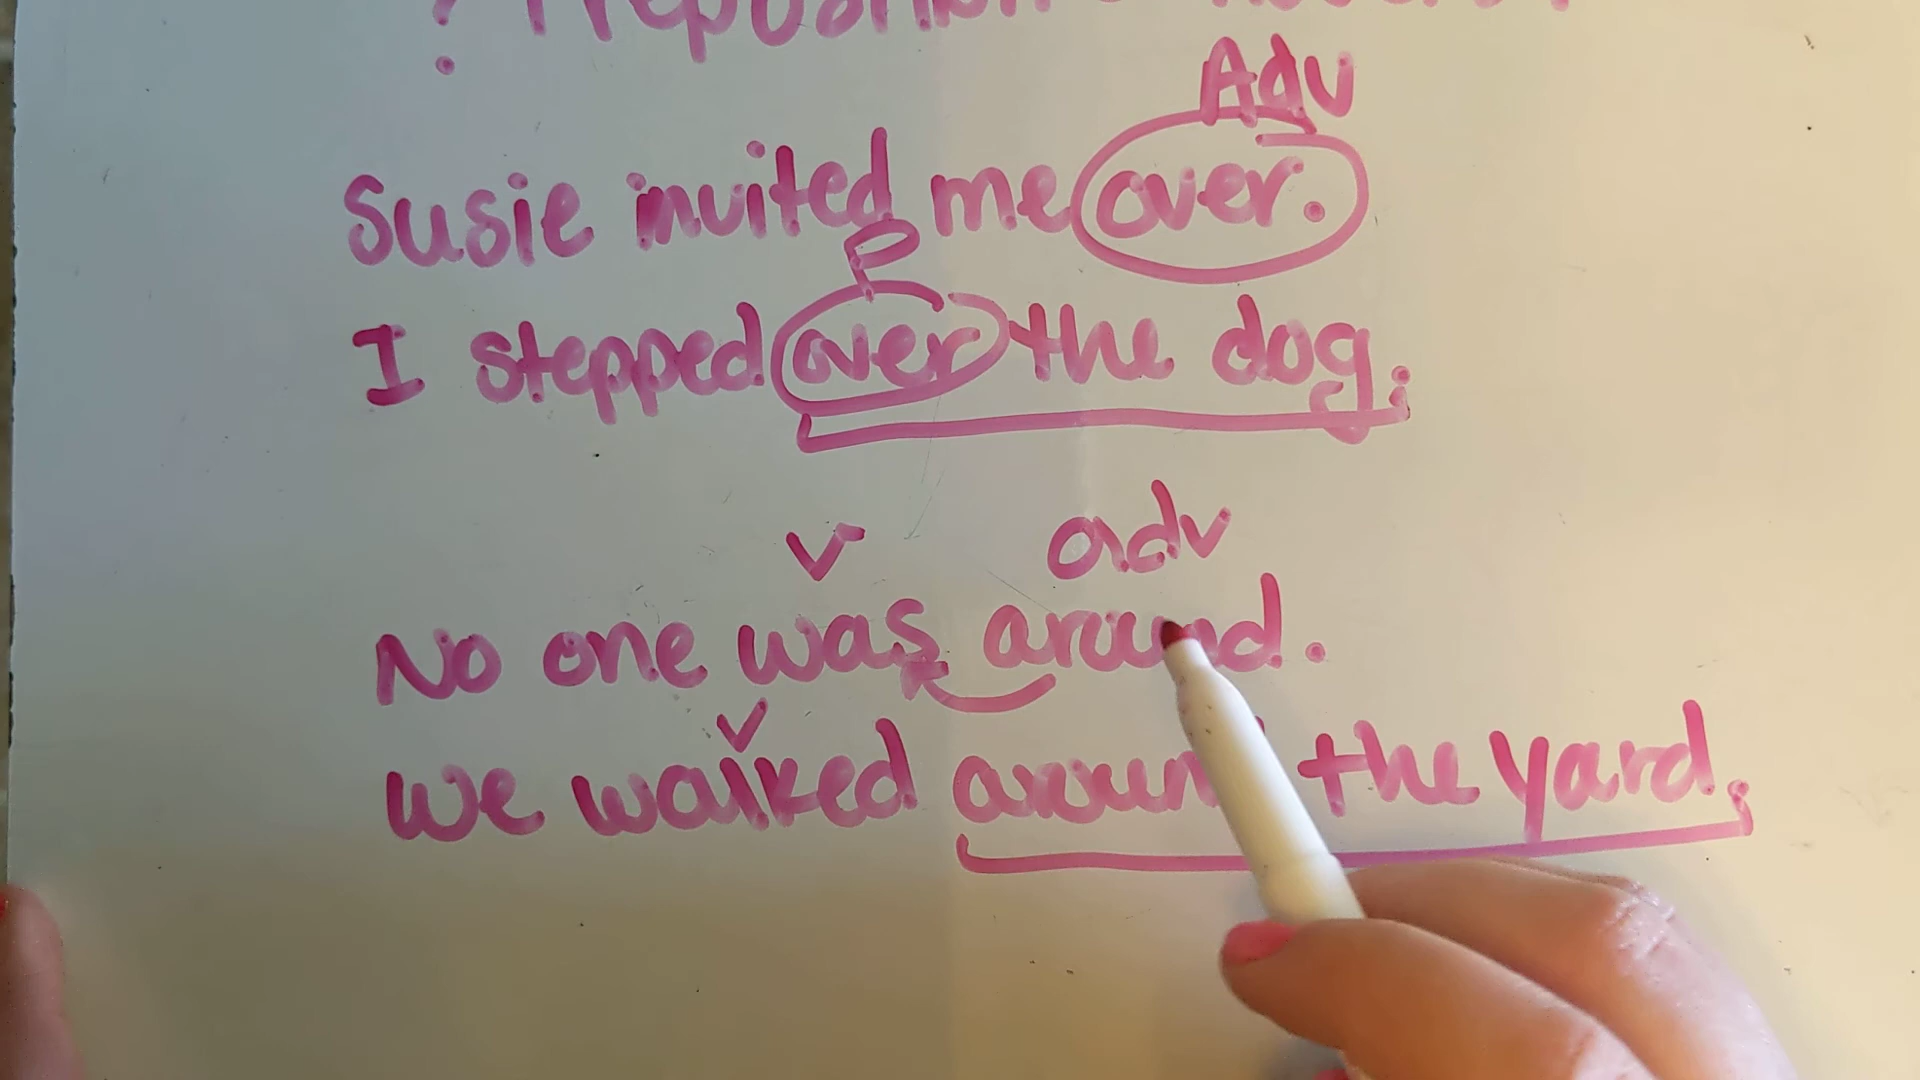 ? Preposition
Adv
Susie invited me over.
P
I stepped over the dog.
v adv
No one was around.
v
We walked around the yard.